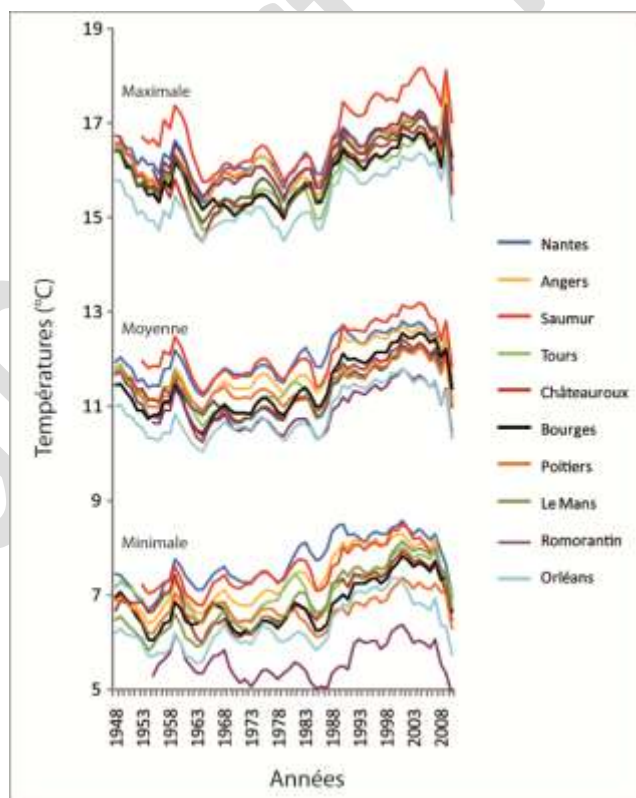 19
Maximale
17
15
Températures (°C)
13
Moyenne
11
9
Minimale
7
5
1948
1953
1958
1963
1968
1973
1978
1983
1988
1993
1998
2003
2008
Années
Nantes
Angers
Saumur
Tours
Châteauroux
Bourges
Poitiers
Le Mans
Romorantin
Orléans